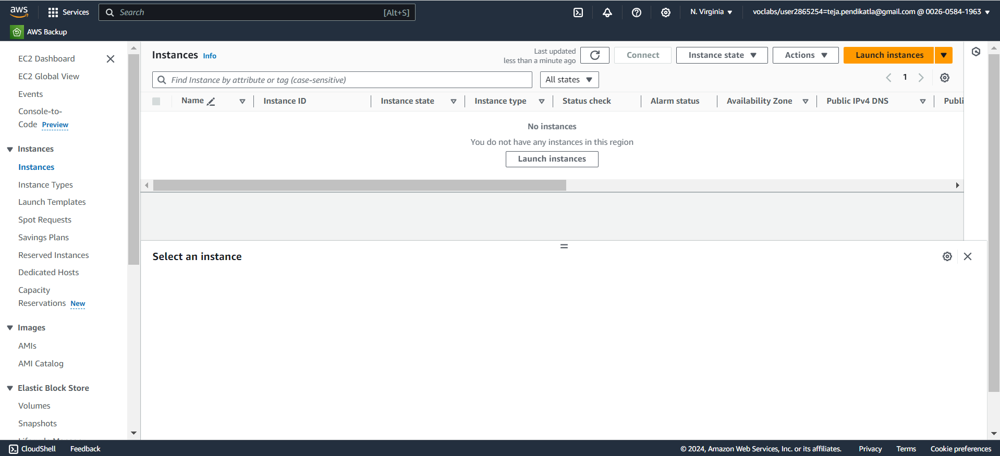 aws
Services
Search
[Alt+S]
N. Virginia
voclabs/user2865254=teja.pendikatla@gmail.com @ 0026-0584-1963
AWS Backup
EC2 Dashboard
EC2 Global View
Events
Console-to-
Code Preview
Instances
Instances
Instance Types
Launch Templates
Spot Requests
Savings Plans
Reserved Instances
Dedicated Hosts
Capacity
Reservations New
Images
AMIs
AMI Catalog
Elastic Block Store
Volumes
Snapshots
Instances Info
Last updated
less than a minute ago
Connect
Instance state
Actions
Launch instances
Find Instance by attribute or tag (case-sensitive)
All states
1
Name
Instance ID
Instance state
Instance type
Status check
Alarm status
Availability Zone
Public IPv4 DNS
Publi
No instances
You do not have any instances in this region
Launch instances
Select an instance
CloudShell
Feedback
© 2024, Amazon Web Services, Inc. or its affiliates.
Privacy
Terms
Cookie preferences